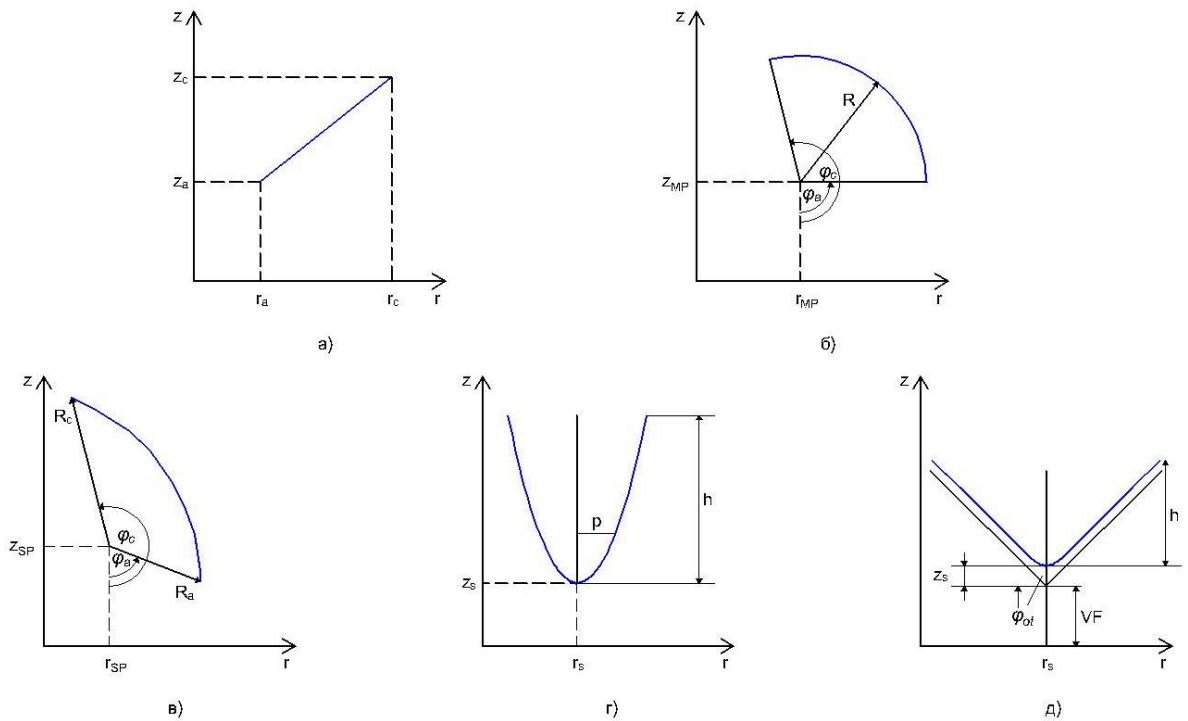 z
z_c
z_a
r_a
r_c
r
а)
z
R
z_MP
φ_c
φ_a
r_MP
r
б)
z
R_c
φ_c
z_SP
φ_a
R_a
r_SP
r
в)
z
h
p
z_s
r_s
r
г)
z
h
z_s
φ_ol
VF
r_s
r
д)